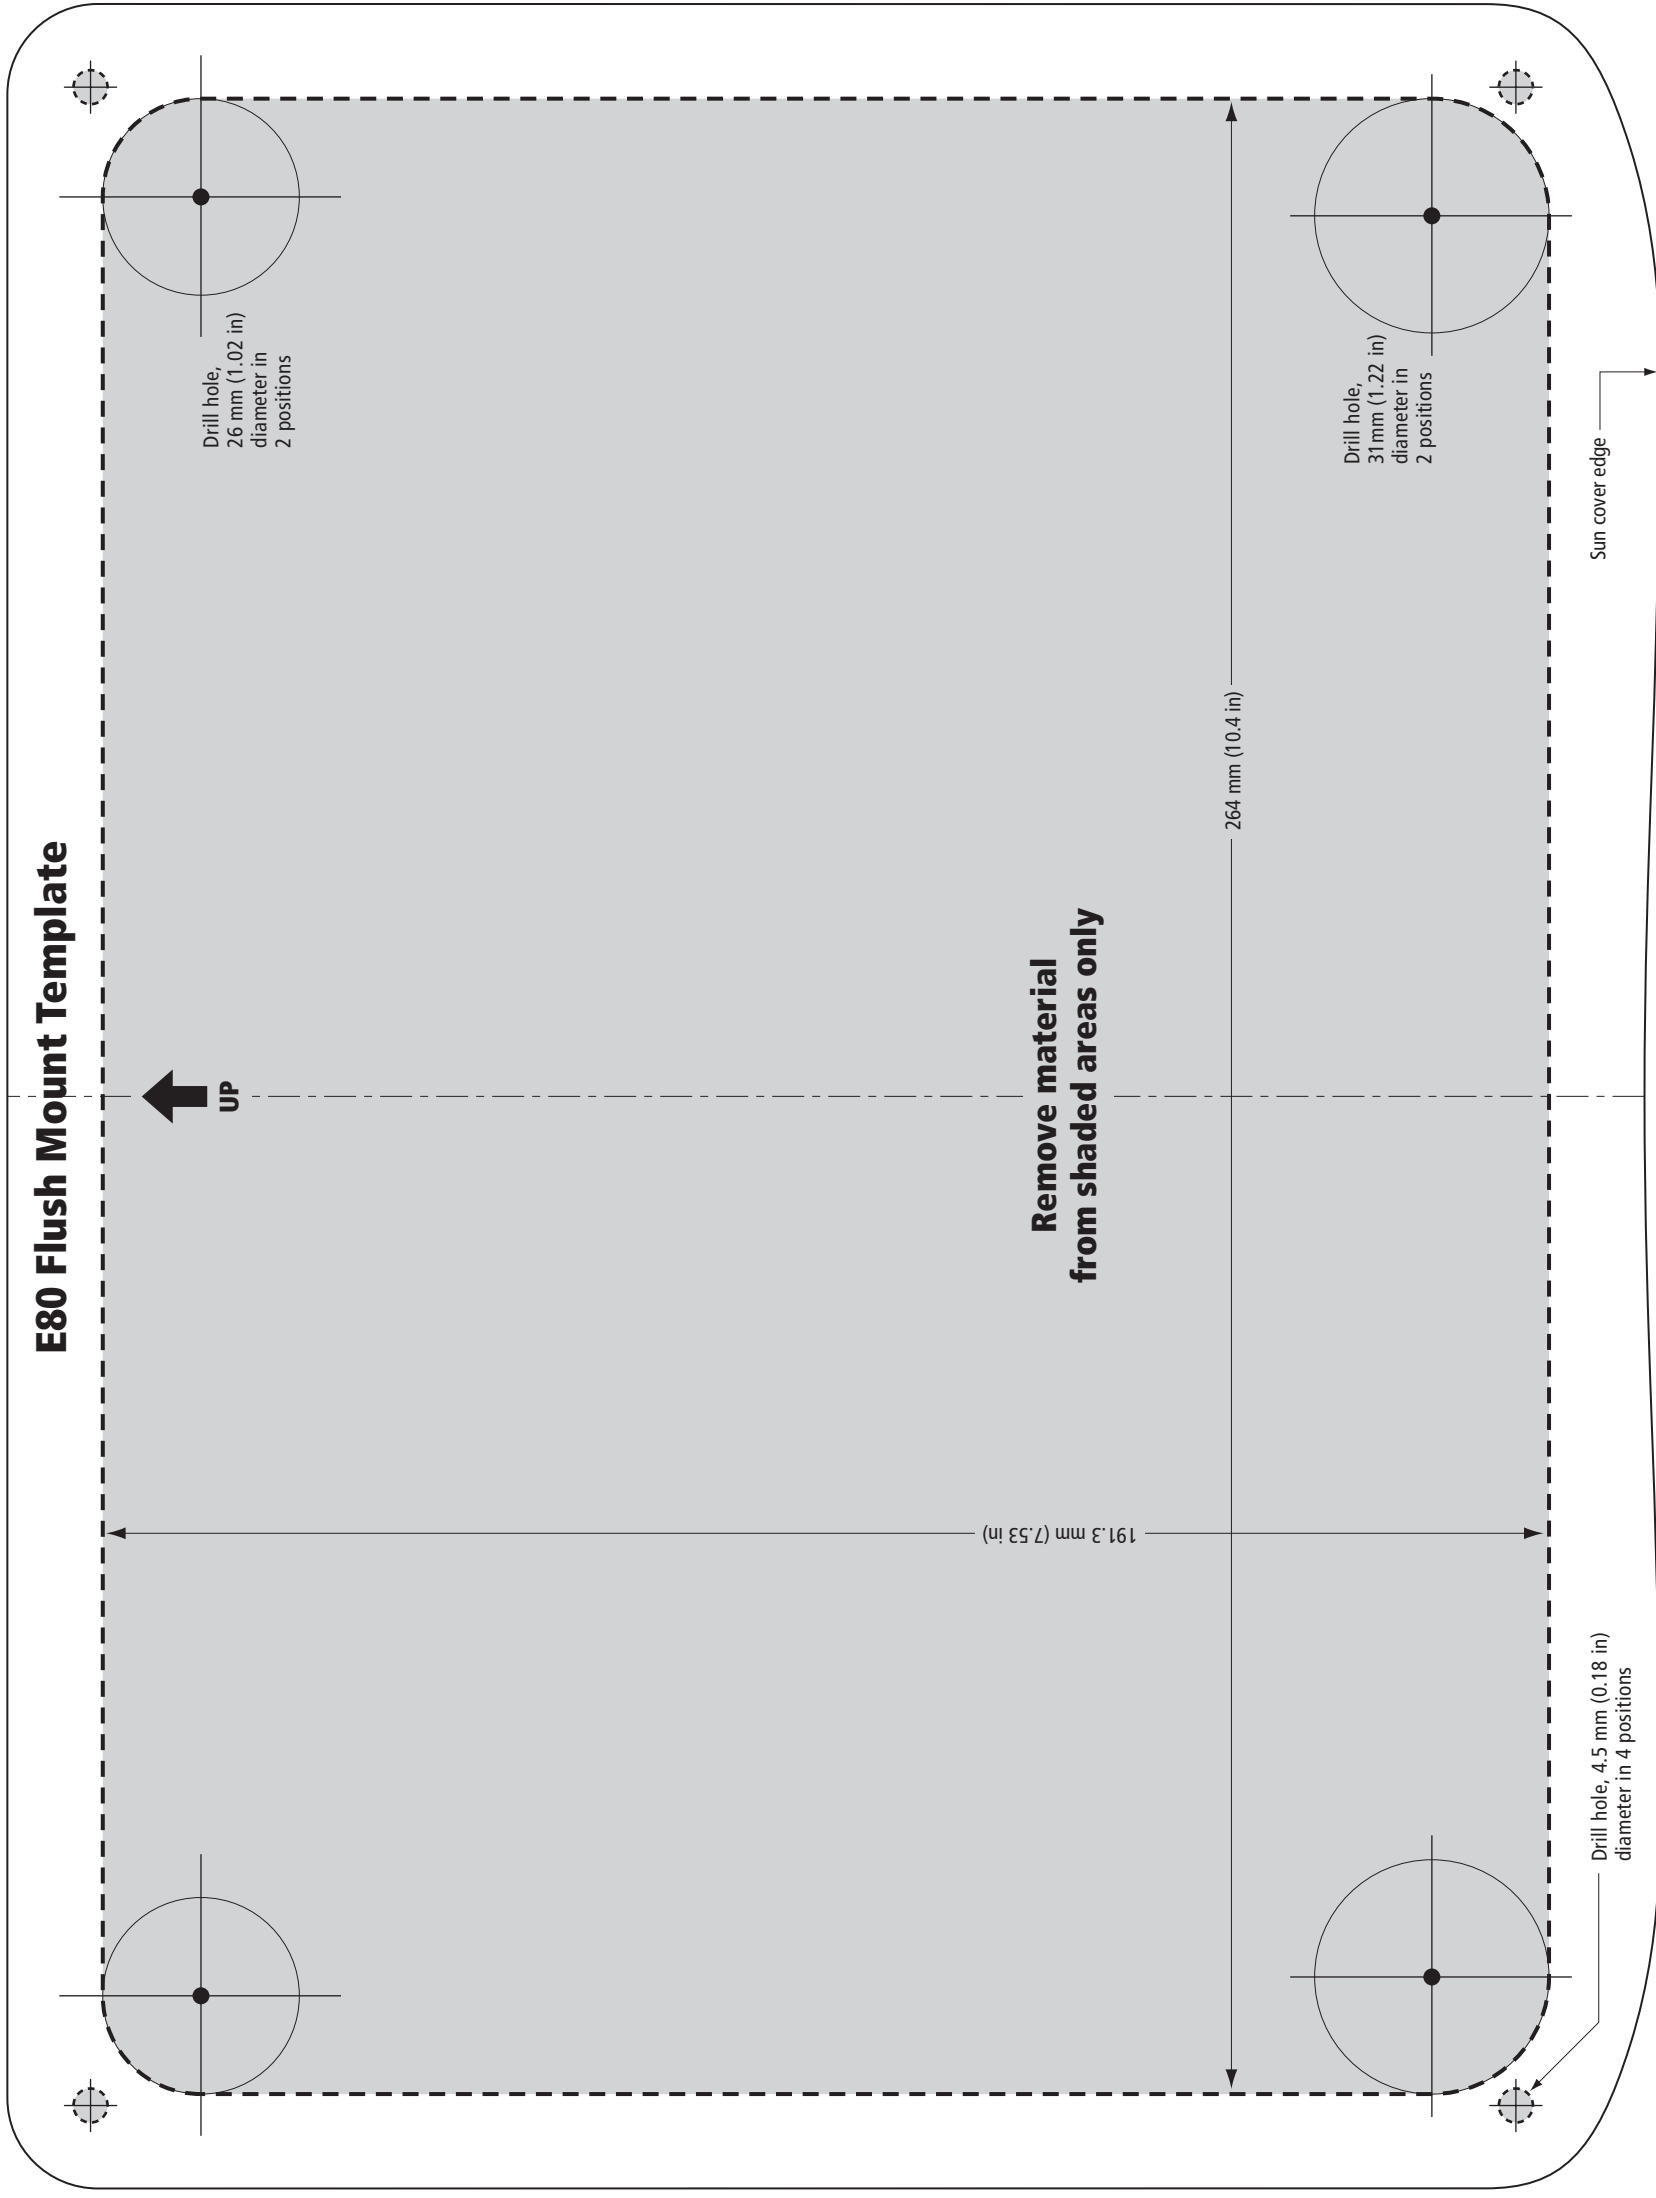 E80 Flush Mount Template
UP
Drill hole,
26 mm (1.02 in)
diameter in
2 positions
Remove material
from shaded areas only
191.3 mm (7.53 in)
264 mm (10.4 in)
Drill hole,
31mm (1.22 in)
diameter in
2 positions
Drill hole, 4.5 mm (0.18 in)
diameter in 4 positions
Sun cover edge